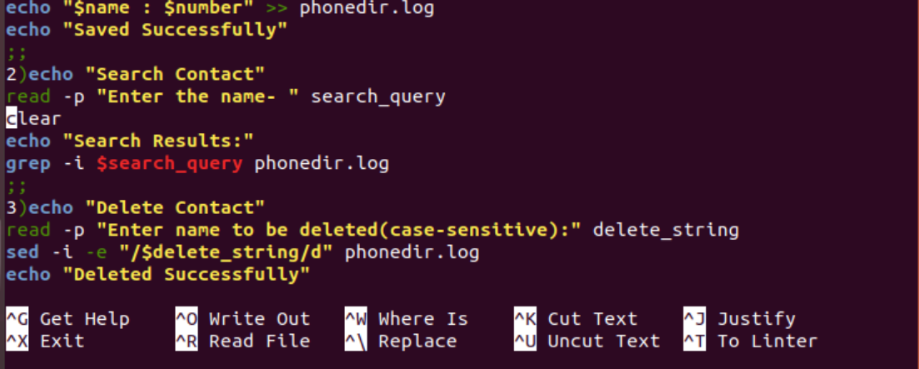 echo "$name : $number" >> phonedir.log
echo "Saved Successfully"
;;
2)echo "Search Contact"
read -p "Enter the name- " search_query
clear
echo "Search Results:"
grep -i $search_query phonedir.log
;;
3)echo "Delete Contact"
read -p "Enter name to be deleted(case-sensitive):" delete_string
sed -i -e "/$delete_string/d" phonedir.log
echo "Deleted Successfully"
^G Get Help ^O Write Out ^W Where Is ^K Cut Text ^J Justify
^X Exit ^R Read File ^\ Replace ^U Uncut Text ^T To Linter